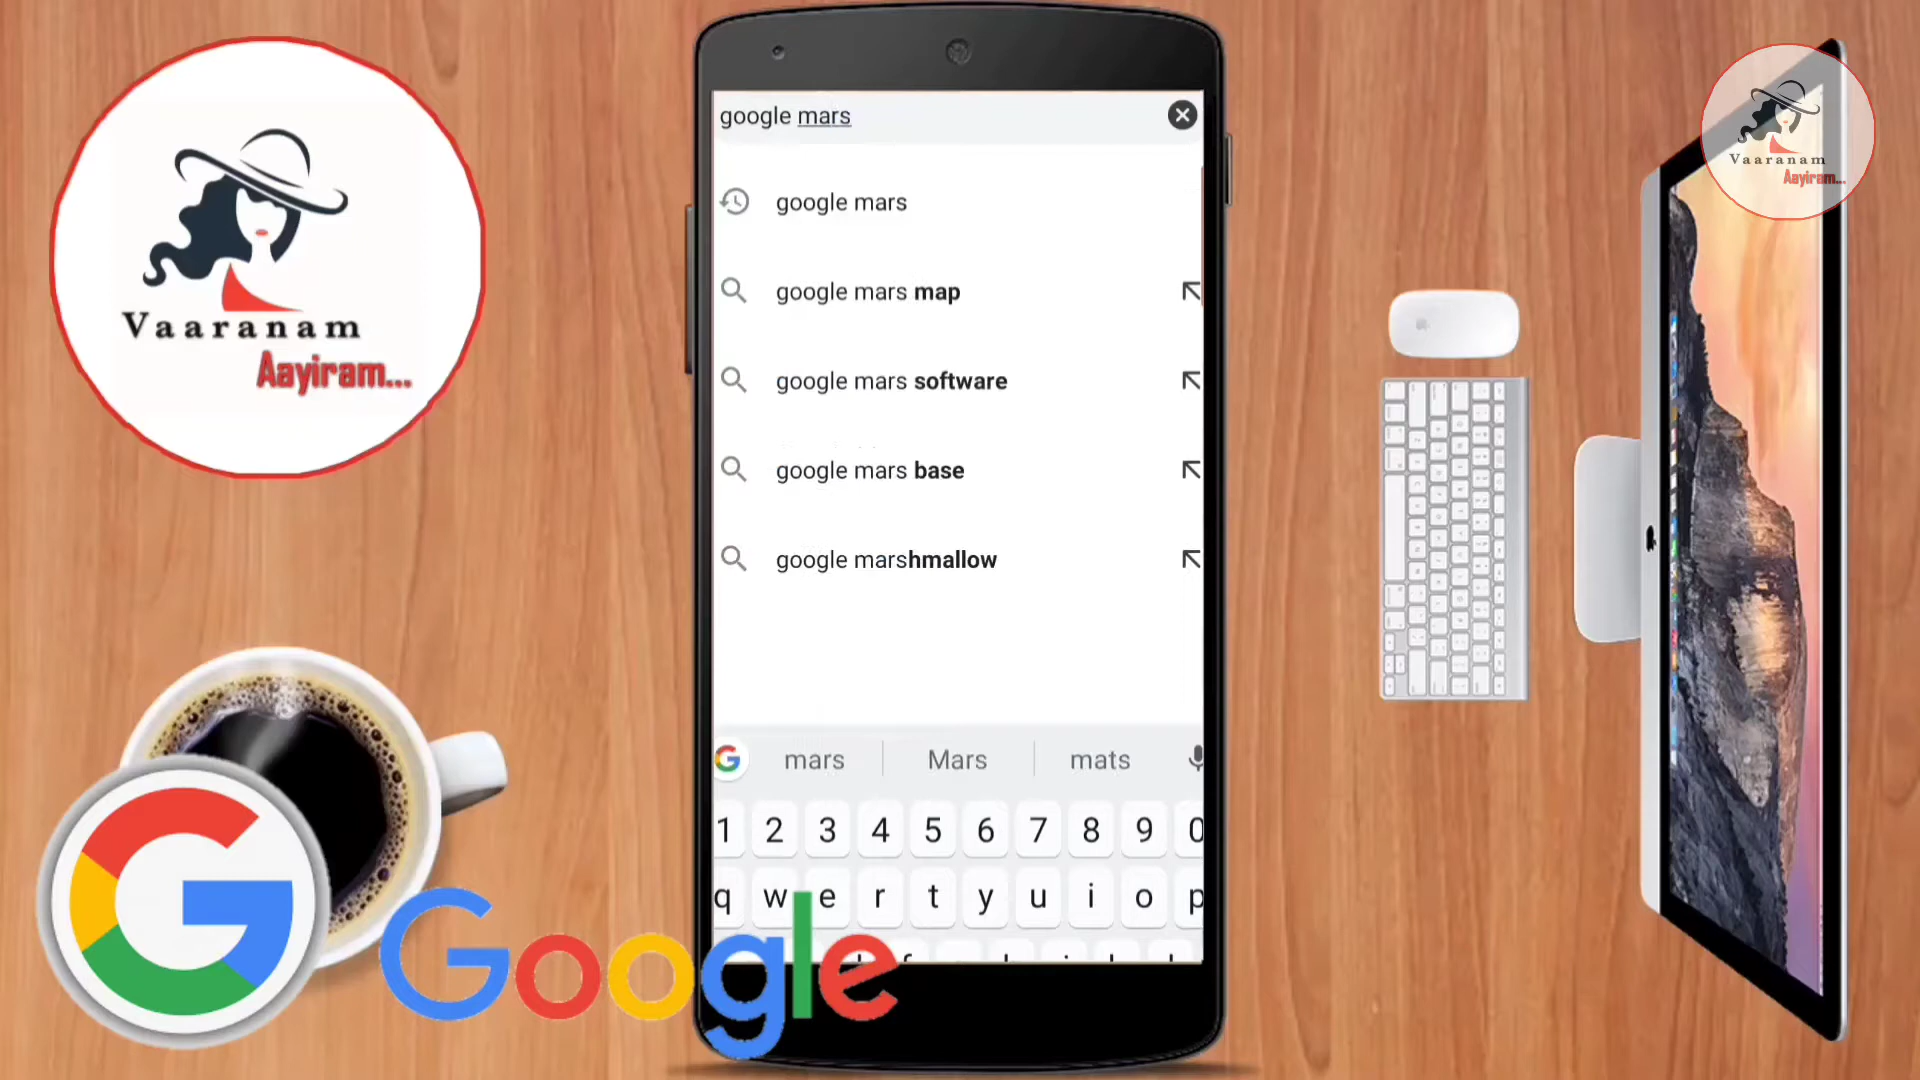 Vaaranam
Aayiram...
google mars
google mars
google mars map
google mars software
google mars base
google marshmallow
mars Mars mats
1 2 3 4 5 6 7 8 9 0
q w e r t y u i o p
Google
Vaaranam
Aayiram...